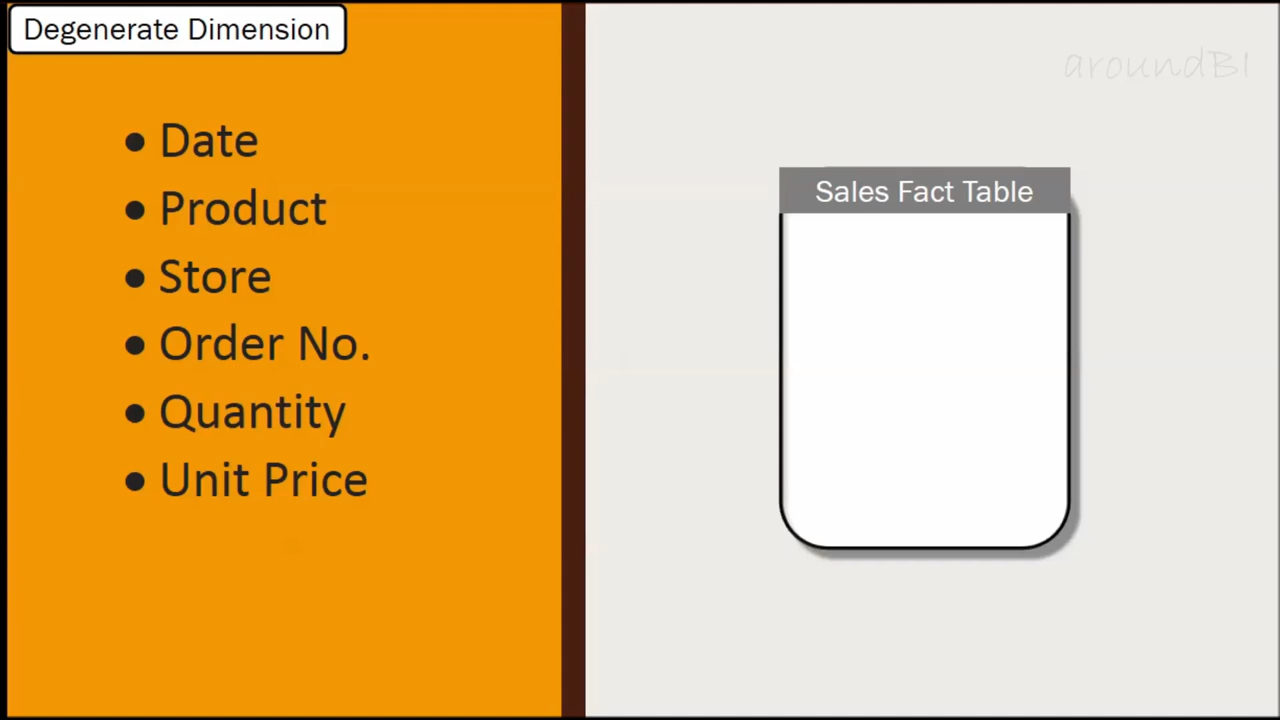 Degenerate Dimension
aroundBI
• Date
• Product
• Store
• Order No.
• Quantity
• Unit Price
Sales Fact Table